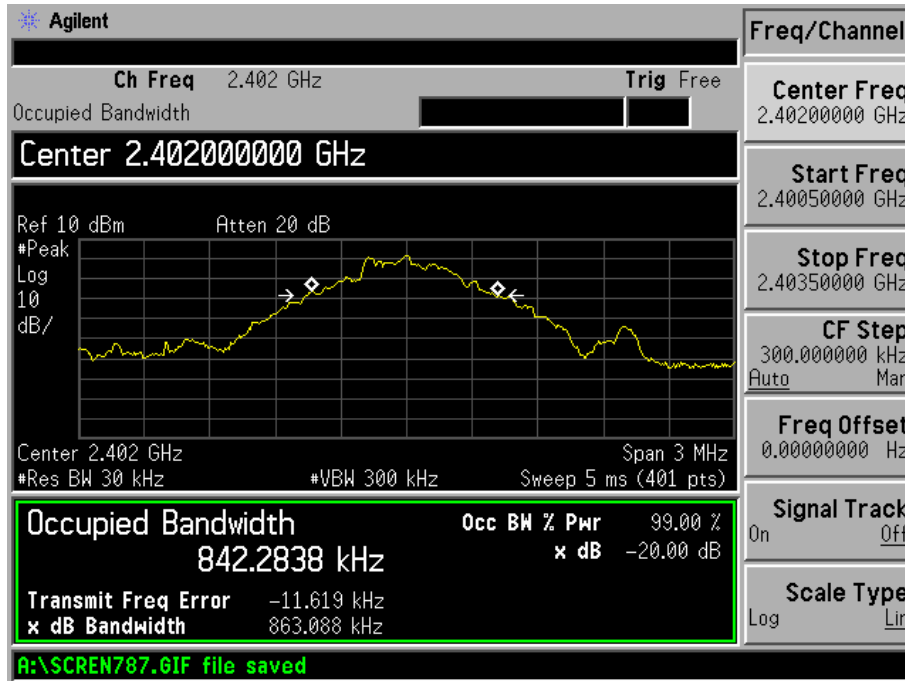 Agilent
Ch Freq 2.402 GHz Trig Free
Occupied Bandwidth
Center 2.402000000 GHz
Ref 10 dBm Atten 20 dB
#Peak
Log
10
dB/
Center 2.402 GHz Span 3 MHz
#Res BW 30 kHz #VBW 300 kHz Sweep 5 ms (401 pts)
Occupied Bandwidth Occ BW % Pwr 99.00 %
842.2838 kHz x dB -20.00 dB
Transmit Freq Error -11.619 kHz
x dB Bandwidth 863.088 kHz
A:\SCREN787.GIF file saved
Freq/Channel
Center Freq
2.40200000 GHz
Start Freq
2.40050000 GHz
Stop Freq
2.40350000 GHz
CF Step
300.000000 kHz
Auto Man
Freq Offset
0.00000000 Hz
Signal Track
On Off
Scale Type
Log Lin